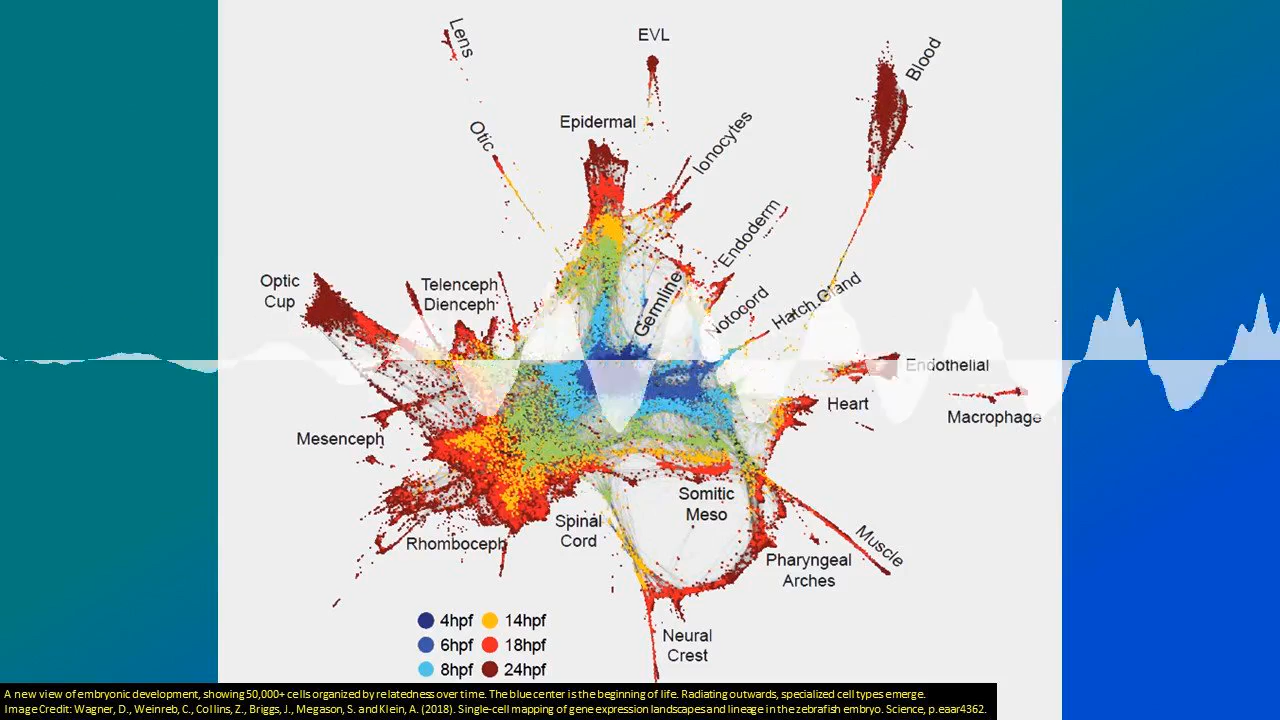 Lens
EVL
Blood
Otic
Epidermal
Ionocytes
Endoderm
Optic
Cup
Telenceph
Dienceph
Germline
Notocord
Hatch.Gland
Endothelial
Heart
Macrophage
Mesenceph
Somitic
Meso
Spinal
Cord
Rhomboceph
Muscle
Pharyngeal
Arches
Neural
Crest
4hpf 14hpf
6hpf 18hpf
8hpf 24hpf
A new view of embryonic development, showing 50,000+ cells organized by relatedness over time. The blue center is the beginning of life. Radiating outwards, specialized cell types emerge.
Image Credit: Wagner, D., Weinreb, C., Collins, Z., Briggs, J., Megason, S. and Klein, A. (2018). Single-cell mapping of gene expression landscapes and lineage in the zebrafish embryo. Science, p.eaar4362.